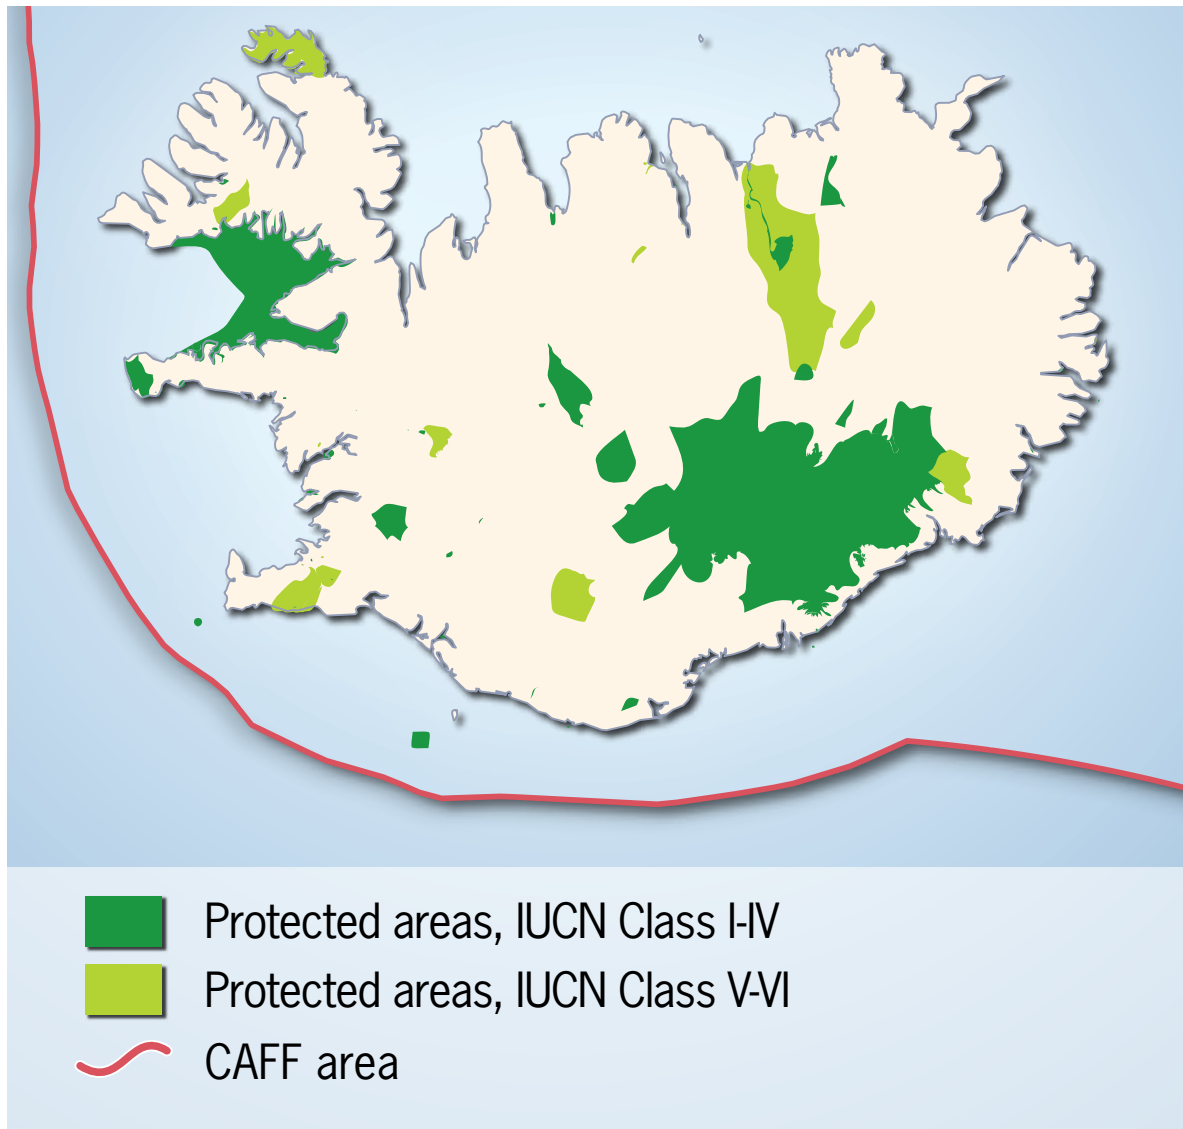 Protected areas, IUCN Class I-IV
Protected areas, IUCN Class V-VI
CAFF area